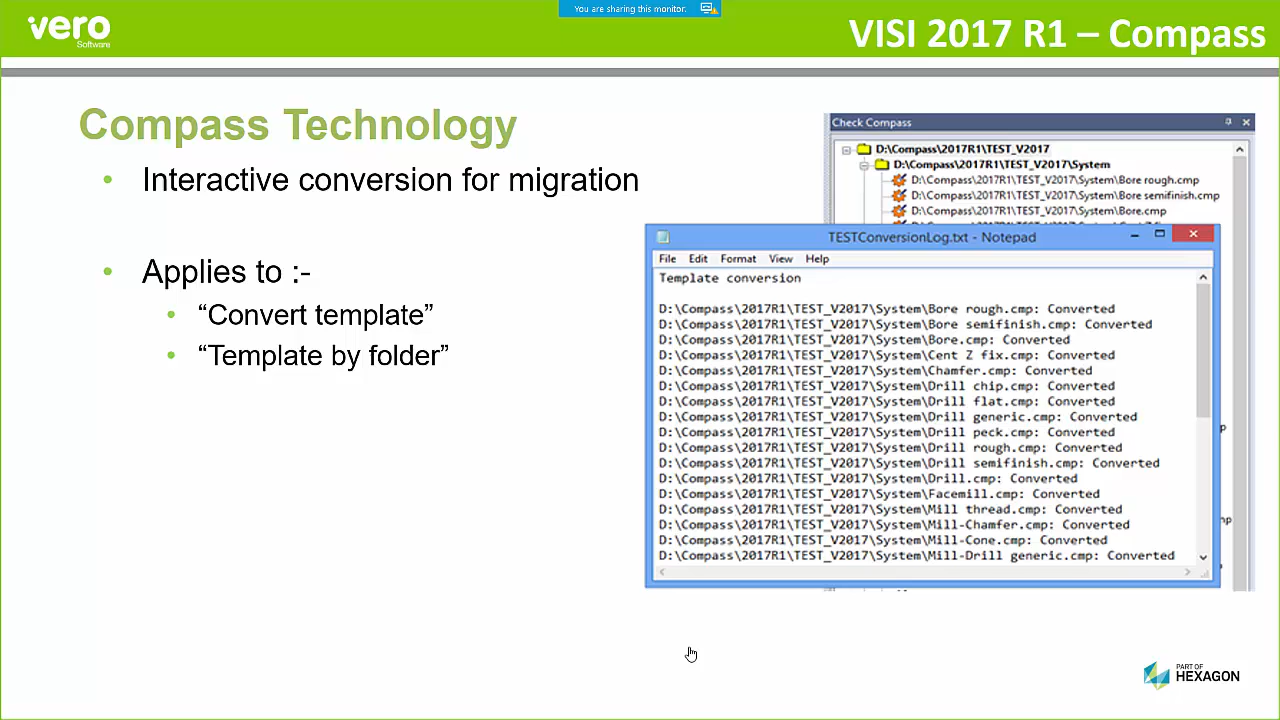 You are sharing this monitor.
vero
Software
VISI 2017 R1 – Compass
Compass Technology
• Interactive conversion for migration
• Applies to :-
• “Convert template”
• “Template by folder”
Check Compass
D:\Compass\2017R1\TEST_V2017
D:\Compass\2017R1\TEST_V2017\System
D:\Compass\2017R1\TEST_V2017\System\Bore rough.cmp
D:\Compass\2017R1\TEST_V2017\System\Bore semifinish.cmp
D:\Compass\2017R1\TEST_V2017\System\Bore.cmp
TESTConversionLog.txt - Notepad
File Edit Format View Help
Template conversion
D:\Compass\2017R1\TEST_V2017\System\Bore rough.cmp: Converted
D:\Compass\2017R1\TEST_V2017\System\Bore semifinish.cmp: Converted
D:\Compass\2017R1\TEST_V2017\System\Bore.cmp: Converted
D:\Compass\2017R1\TEST_V2017\System\Cent Z fix.cmp: Converted
D:\Compass\2017R1\TEST_V2017\System\Chamfer.cmp: Converted
D:\Compass\2017R1\TEST_V2017\System\Drill chip.cmp: Converted
D:\Compass\2017R1\TEST_V2017\System\Drill flat.cmp: Converted
D:\Compass\2017R1\TEST_V2017\System\Drill generic.cmp: Converted
D:\Compass\2017R1\TEST_V2017\System\Drill peck.cmp: Converted
D:\Compass\2017R1\TEST_V2017\System\Drill rough.cmp: Converted
D:\Compass\2017R1\TEST_V2017\System\Drill semifinish.cmp: Converted
D:\Compass\2017R1\TEST_V2017\System\Drill.cmp: Converted
D:\Compass\2017R1\TEST_V2017\System\Facemill.cmp: Converted
D:\Compass\2017R1\TEST_V2017\System\Mill thread.cmp: Converted
D:\Compass\2017R1\TEST_V2017\System\Mill-Chamfer.cmp: Converted
D:\Compass\2017R1\TEST_V2017\System\Mill-Cone.cmp: Converted
D:\Compass\2017R1\TEST_V2017\System\Mill-Drill generic.cmp: Converted
PART OF
HEXAGON